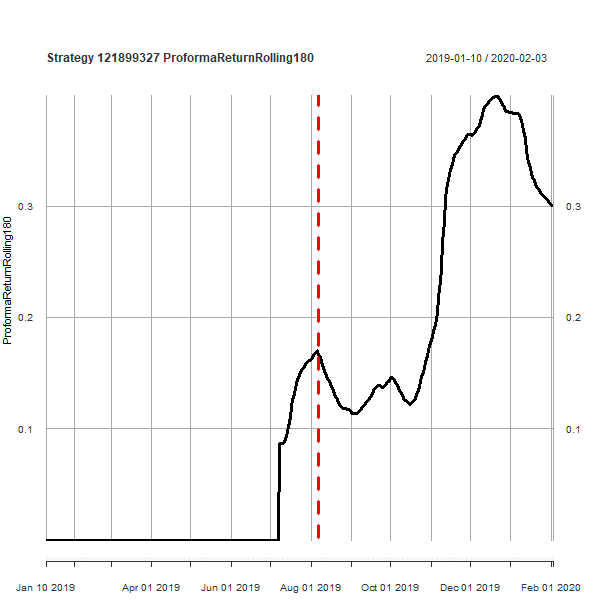 Strategy 121899327 ProformaReturnRolling180
2019-01-10 / 2020-02-03
ProformaReturnRolling180
0.3
0.3
0.2
0.2
0.1
0.1
Jan 10 2019
Apr 01 2019
Jun 01 2019
Aug 01 2019
Oct 01 2019
Dec 01 2019
Feb 01 2020